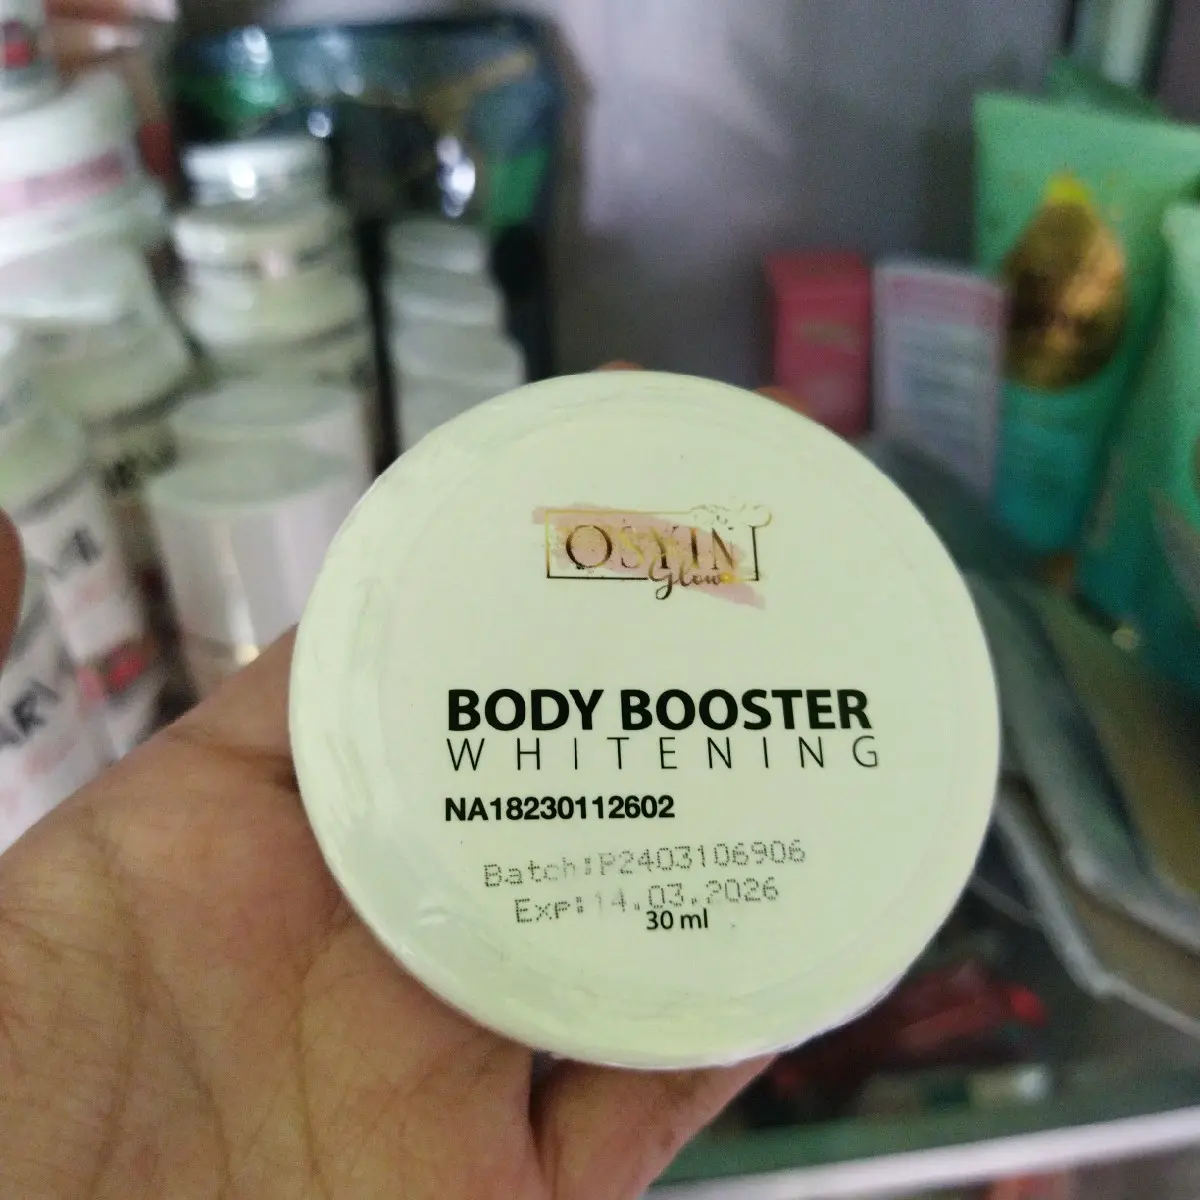 OSYIN
Glow
BODY BOOSTER
WHITENING
NA18230112602
Batch:P2403106906
Exp:14.03.2026
30 ml